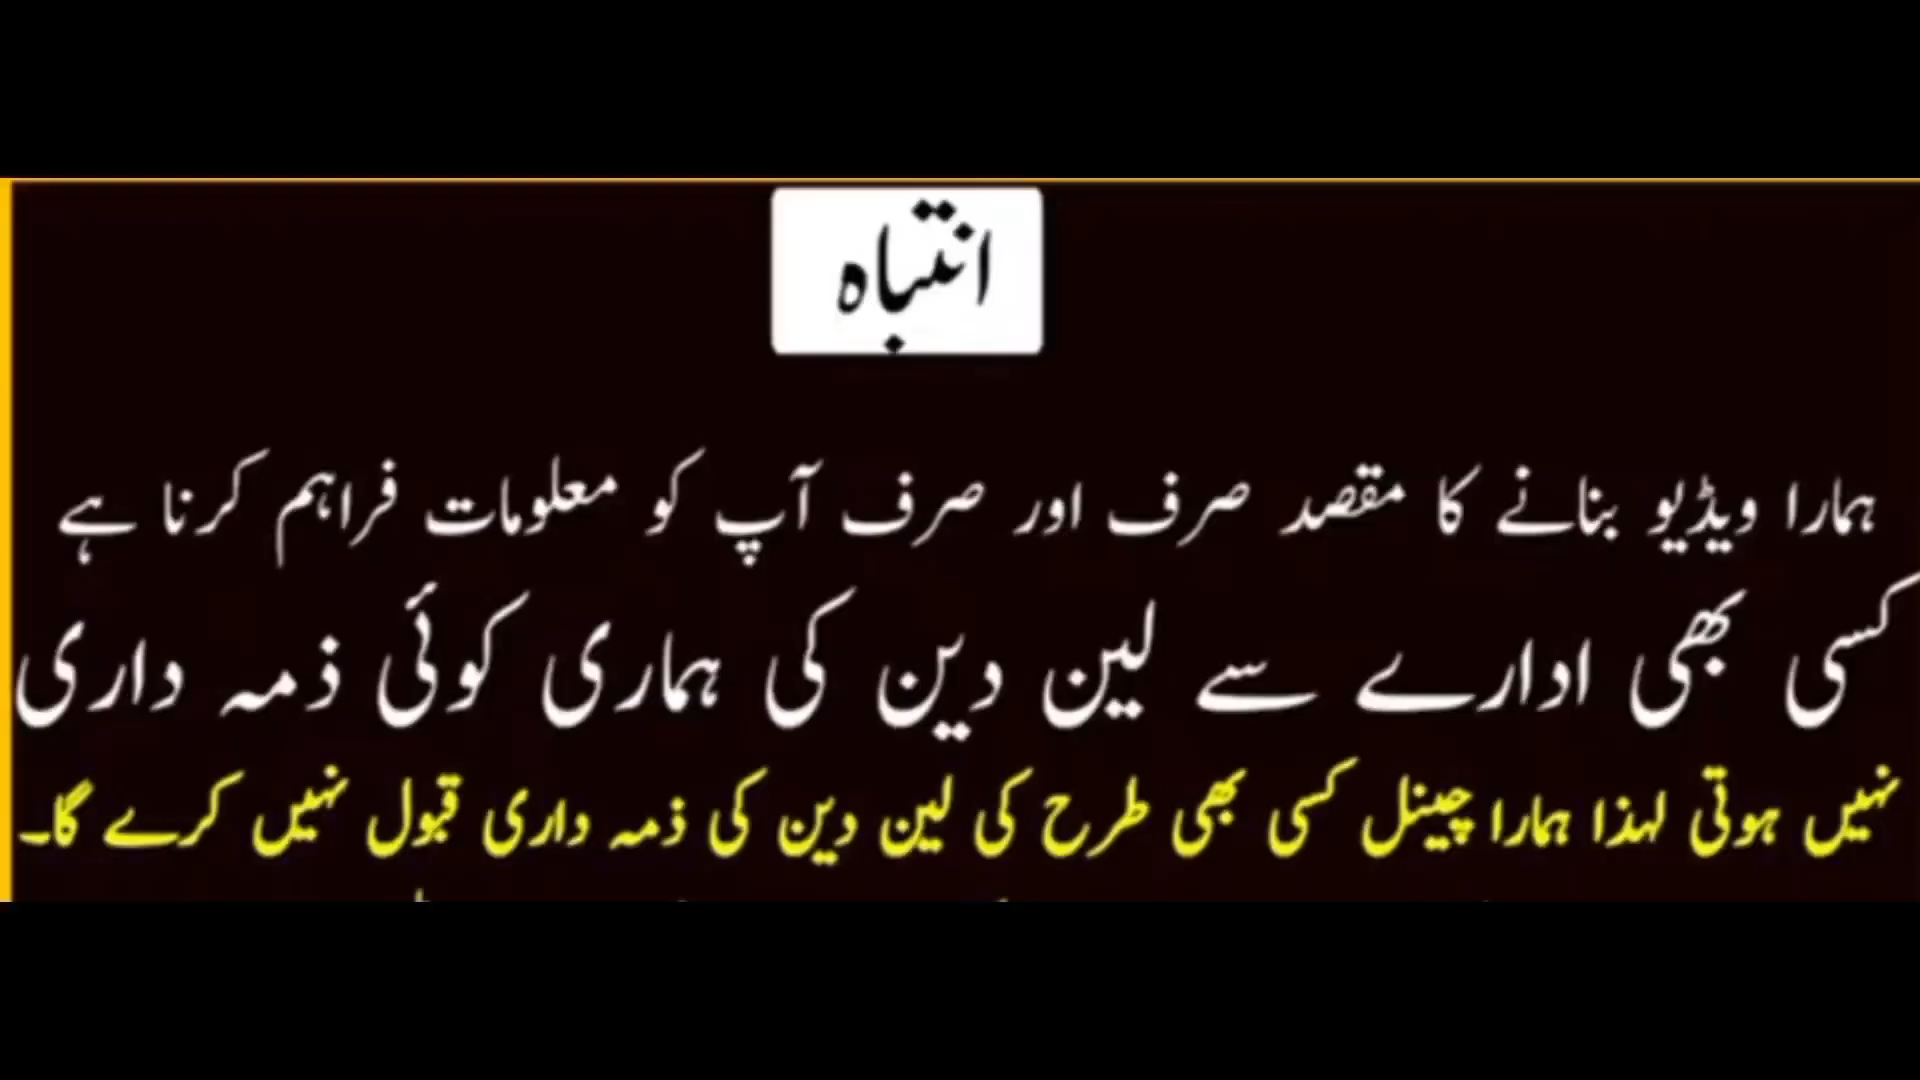 انتباہ
ہمارا ویڈیو بنانے کا مقصد صرف اور صرف آپ کو معلومات فراہم کرنا ہے
کسی بھی ادارے سے لین دین کی ہماری کوئی ذمہ داری
نہیں ہوتی لہذا ہمارا چینل کسی بھی طرح کی لین دین کی ذمہ داری قبول نہیں کرے گا۔